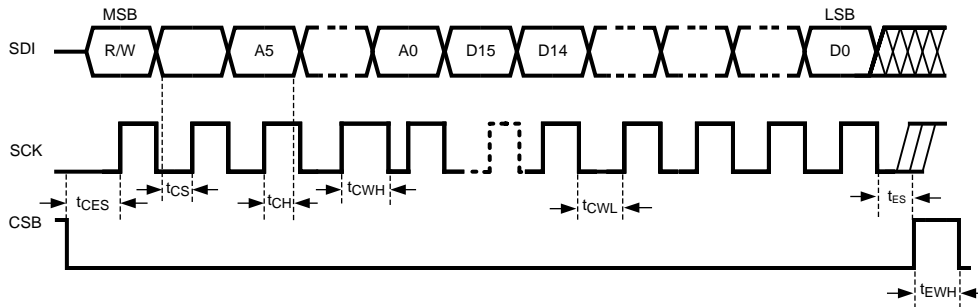 MSB LSB
SDI R/W A5 A0 D15 D14 D0
SCK
tCES tCS tCH tCWH tCWL tES
CSB
tEWH